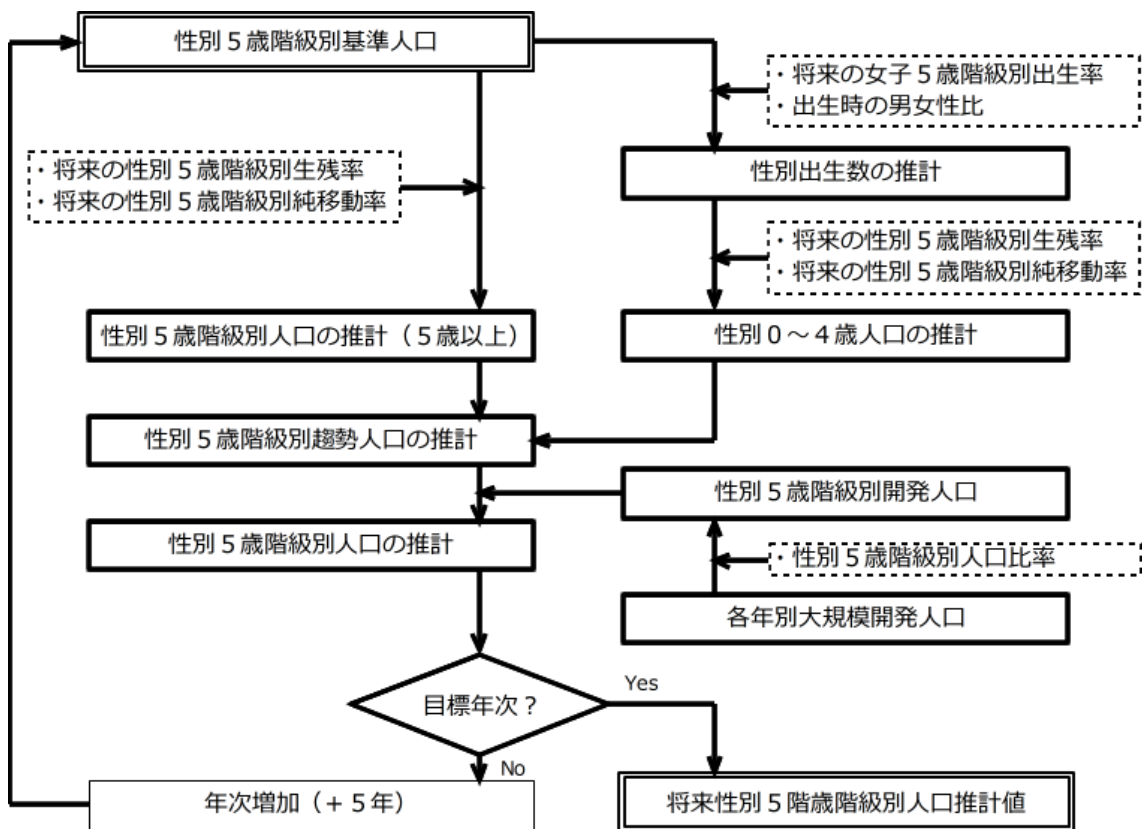 性別５歳階級別基準人口
・将来の女子５歳階級別出生率
・出生時の男女性比
・将来の性別５歳階級別生残率
・将来の性別５歳階級別純移動率
性別出生数の推計
・将来の性別５歳階級別生残率
・将来の性別５歳階級別純移動率
性別５歳階級別人口の推計（５歳以上）
性別０～４歳人口の推計
性別５歳階級別趨勢人口の推計
性別５歳階級別開発人口
性別５歳階級別人口の推計
・性別５歳階級別人口比率
各年別大規模開発人口
目標年次？
Yes
No
年次増加（＋５年）
将来性別５階歳階級別人口推計値